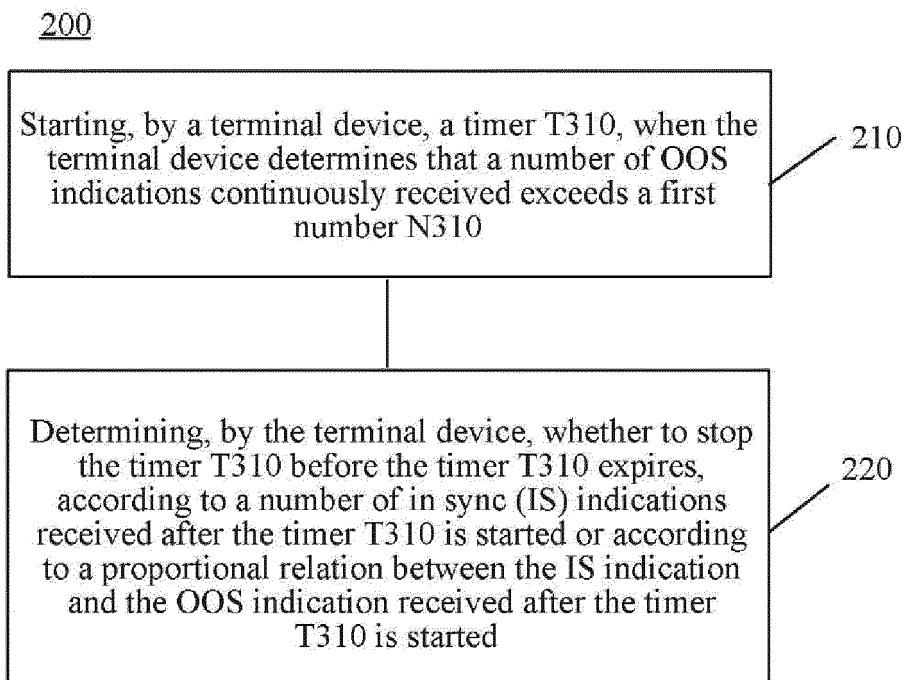 200
Starting, by a terminal device, a timer T310, when the
terminal device determines that a number of OOS
indications continuously received exceeds a first
number N310
210
Determining, by the terminal device, whether to stop
the timer T310 before the timer T310 expires,
according to a number of in sync (IS) indications
received after the timer T310 is started or according
to a proportional relation between the IS indication
and the OOS indication received after the timer
T310 is started
220